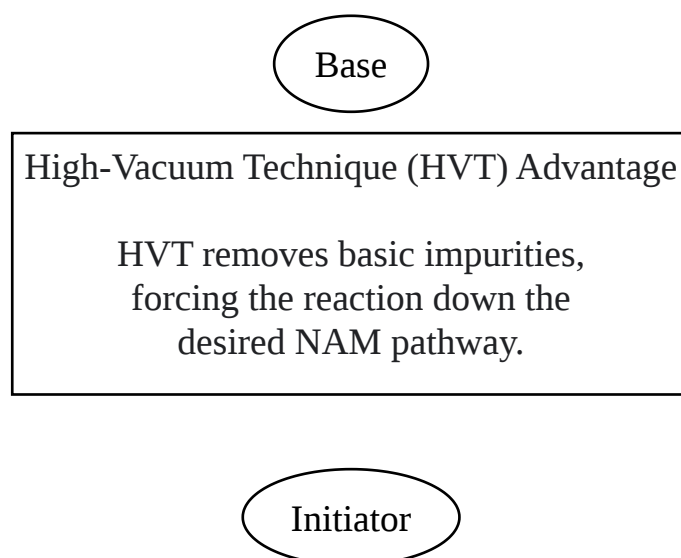 Base
High-Vacuum Technique (HVT) Advantage
HVT removes basic impurities,
forcing the reaction down the
desired NAM pathway.
Initiator